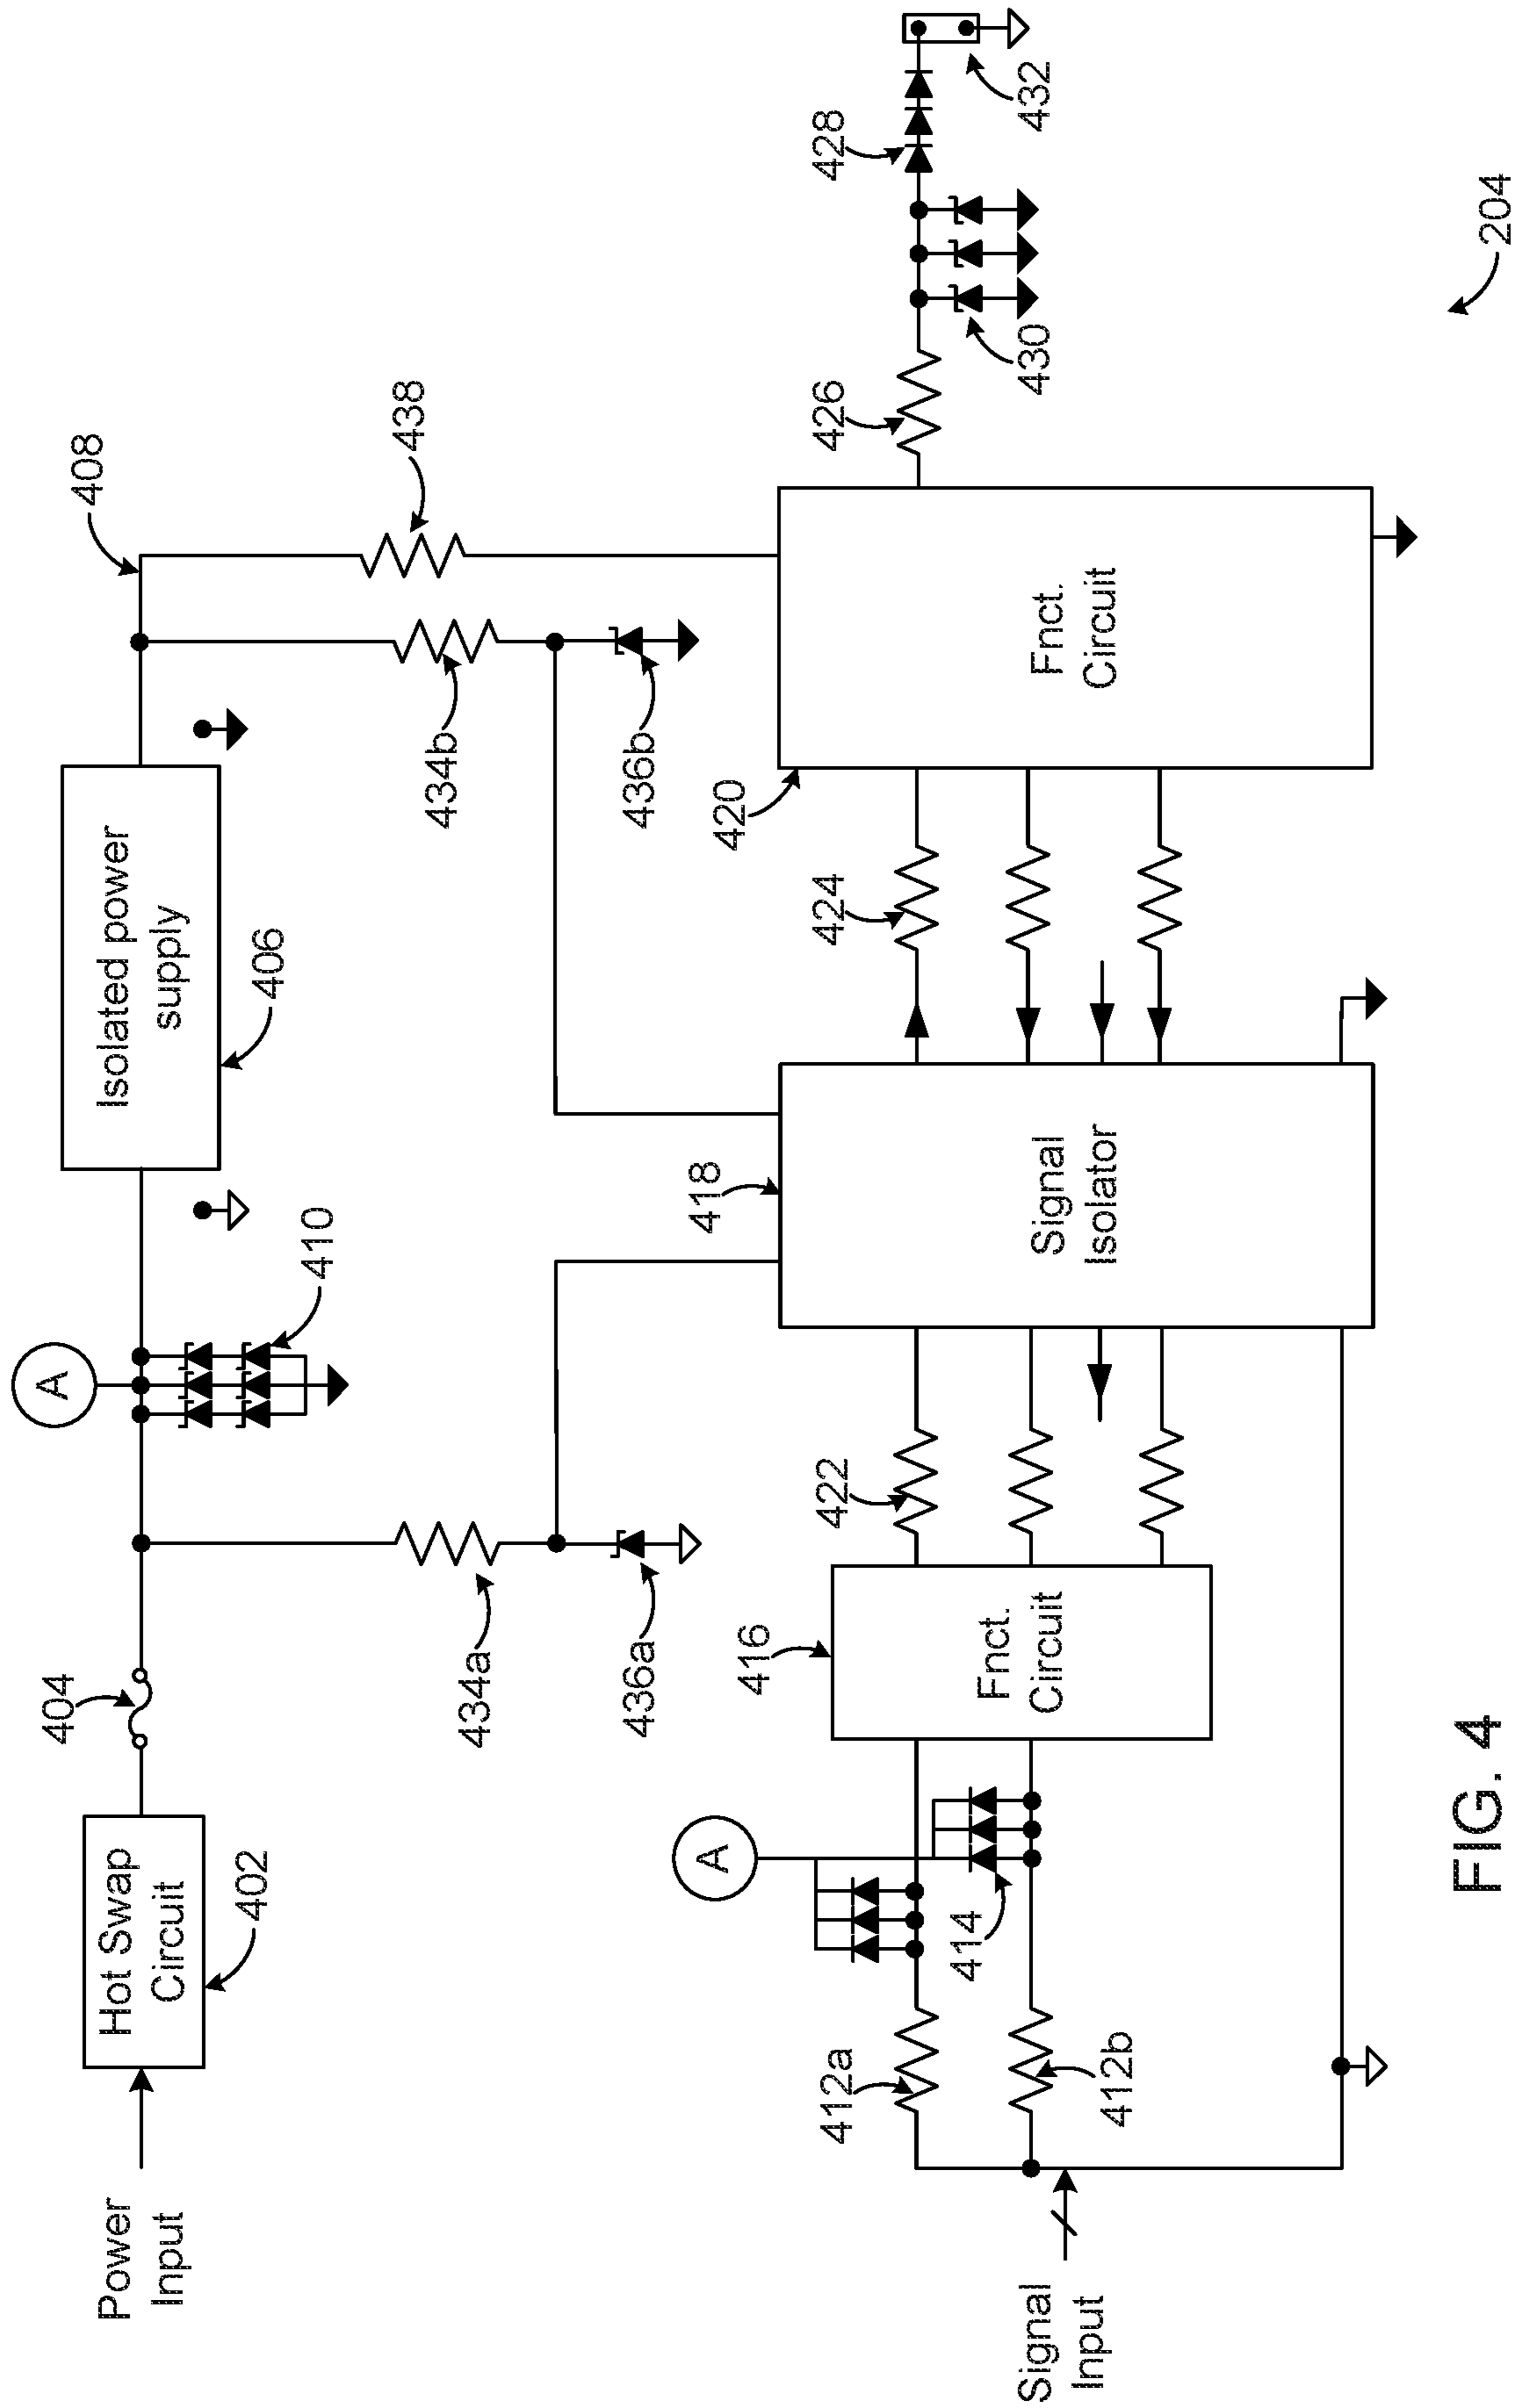 Power
Input
Hot Swap
Circuit
402
404
A
410
Isolated power
supply
406
408
434a
436a
434b
436b
438
Signal
Input
412a
412b
A
414
416
Fnct.
Circuit
422
418
Signal
Isolator
424
420
Fnct.
Circuit
426
428
430
432
204
FIG. 4